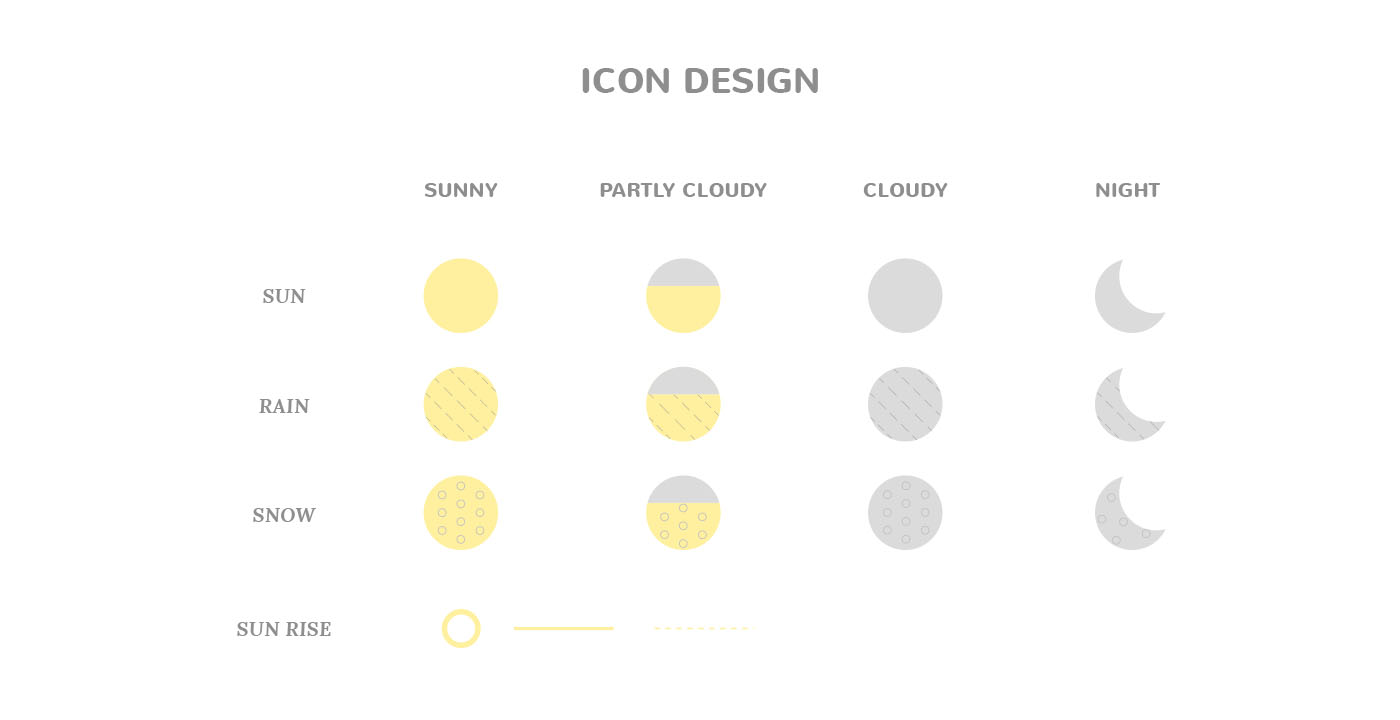 ICON DESIGN
SUNNY PARTLY CLOUDY CLOUDY NIGHT
SUN
RAIN
SNOW
SUN RISE